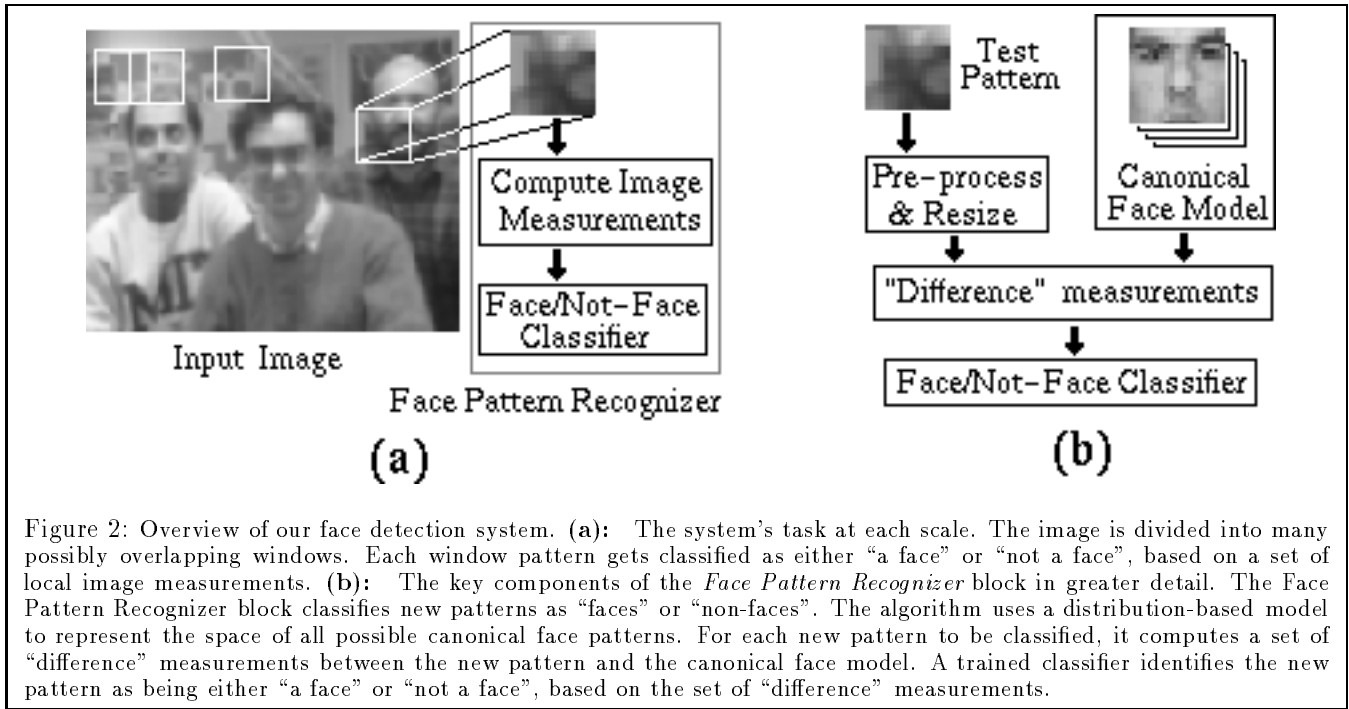 Test
Pattern
Compute Image
Measurements
Pre-process
& Resize
Canonical
Face Model
"Difference" measurements
Face/Not-Face
Classifier
Input Image
Face/Not-Face Classifier
Face Pattern Recognizer
(a)
(b)
Figure 2: Overview of our face detection system. (a): The system's task at each scale. The image is divided into many
possibly overlapping windows. Each window pattern gets classified as either “a face” or “not a face”, based on a set of
local image measurements. (b): The key components of the Face Pattern Recognizer block in greater detail. The Face
Pattern Recognizer block classifies new patterns as “faces” or “non-faces”. The algorithm uses a distribution-based model
to represent the space of all possible canonical face patterns. For each new pattern to be classified, it computes a set of
“difference” measurements between the new pattern and the canonical face model. A trained classifier identifies the new
pattern as being either “a face” or “not a face”, based on the set of “difference” measurements.